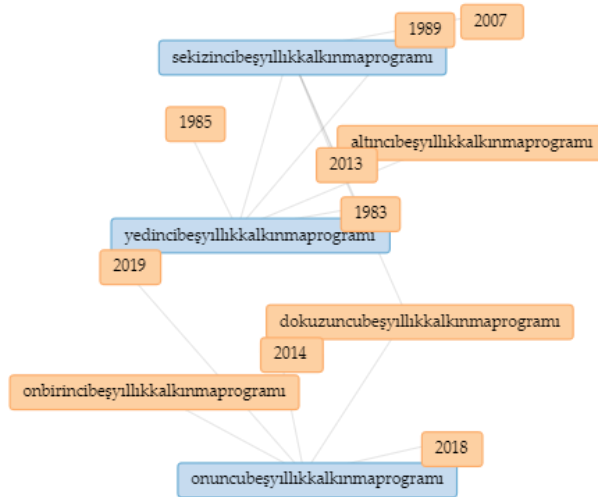 2007
1989
sekizincibeşyıllıkkalkınmaprogramı
1985
altıncıbeşyıllıkkalkınmaprogramı
2013
1983
yedincibeşyıllıkkalkınmaprogramı
2019
dokuzuncubeşyıllıkkalkınmaprogramı
2014
onbirincibeşyıllıkkalkınmaprogramı
2018
onuncubeşyıllıkkalkınmaprogramı